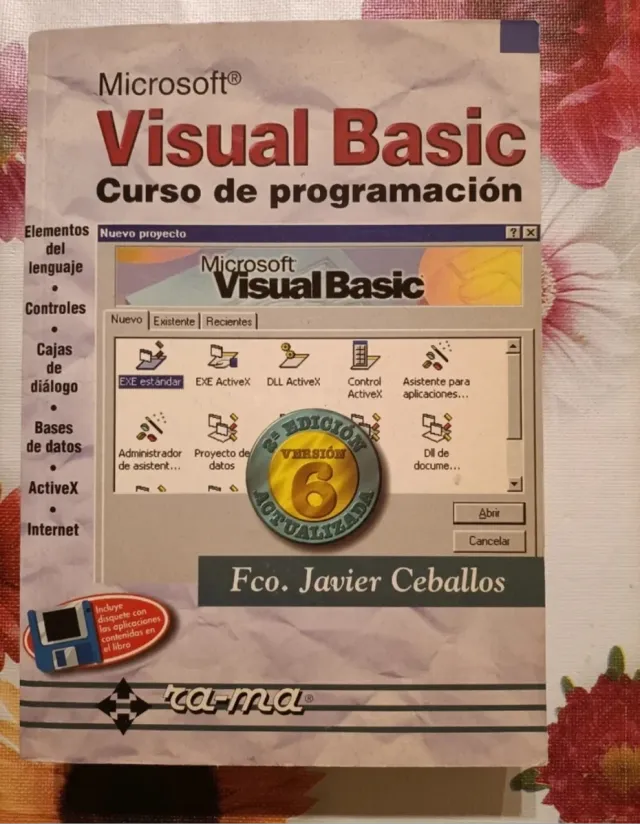 Microsoft®
Visual Basic
Curso de programación
Elementos
del
lenguaje
•
Controles
•
Cajas
de
diálogo
•
Bases
de datos
•
ActiveX
•
Internet
Nuevo proyecto
Microsoft
Visual Basic
Nuevo
Existente
Recientes
EXE estándar
EXE ActiveX
DLL ActiveX
Control
ActiveX
Asistente para
aplicaciones...
Administrador
de asistent...
Proyecto de
datos
Dll de
docume...
EDICIÓN
VERSIÓN
6
ACTUALIZADA
Abrir
Cancelar
Fco. Javier Ceballos
Incluye
disquete con
las aplicaciones
contenidas en
el libro
ra-ma®